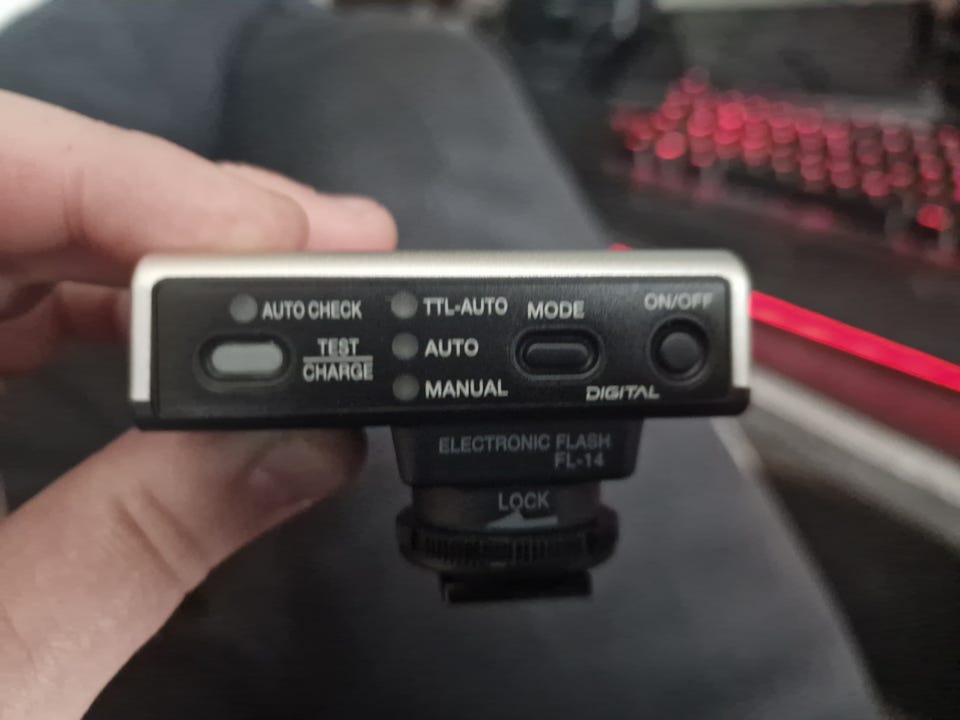 AUTO CHECK
TEST
CHARGE
TTL-AUTO
AUTO
MANUAL
MODE
ON/OFF
DIGITAL
ELECTRONIC FLASH
FL-14
LOCK